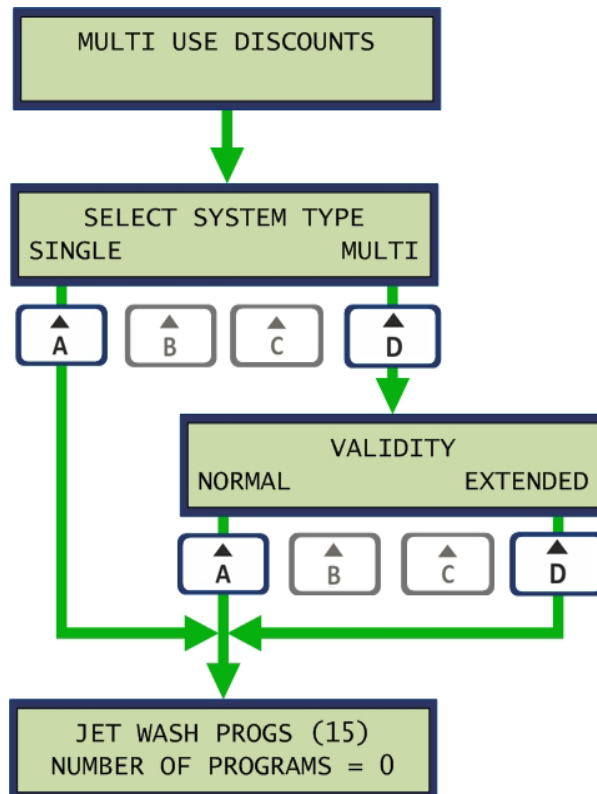 MULTI USE DISCOUNTS
SELECT SYSTEM TYPE
SINGLE MULTI
A B C D
VALIDITY
NORMAL EXTENDED
A B C D
JET WASH PROGS (15)
NUMBER OF PROGRAMS = 0